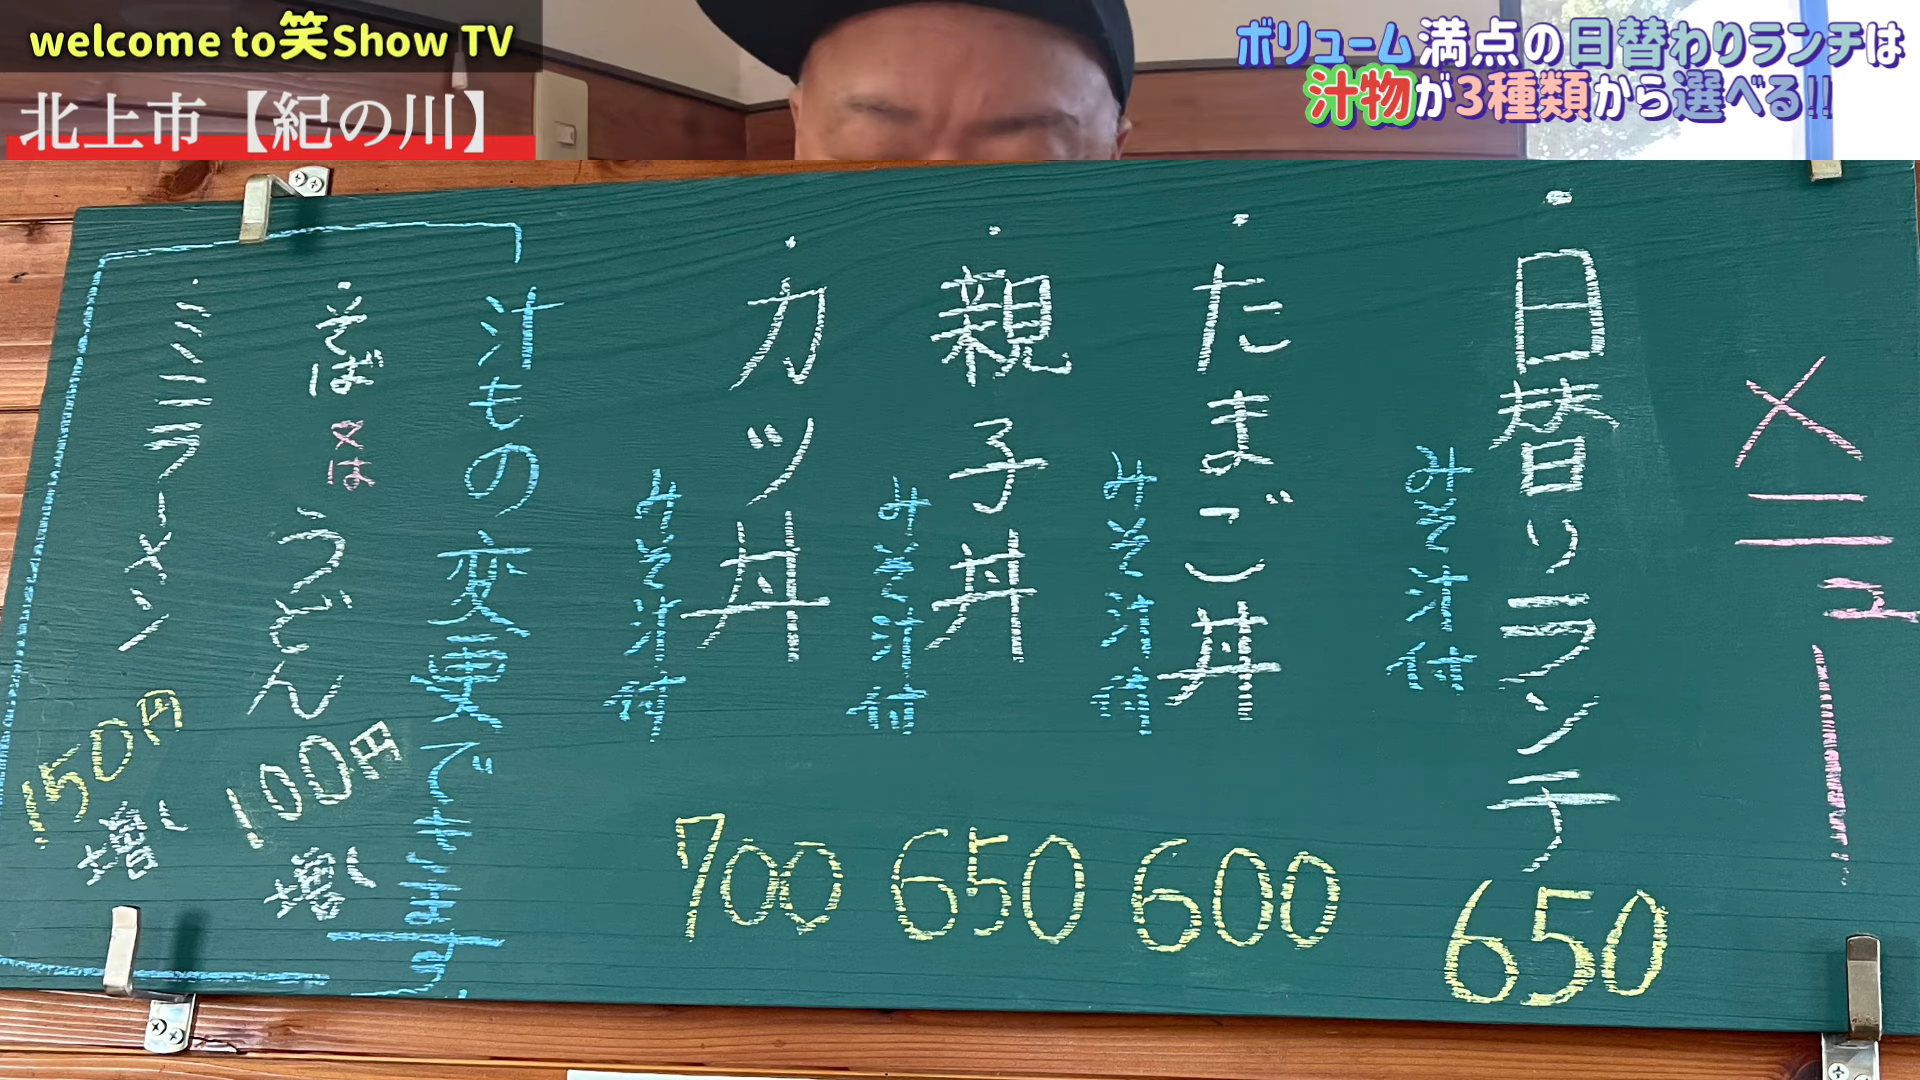 welcome to笑Show TV
北上市【紀の川】
ボリューム満点の日替わりランチは
汁物が3種類から選べる!!
メニュー
・日替りランチ 650
みそ汁付
・たまご丼 600
みそ汁付
・親子丼 650
みそ汁付
・カツ丼 700
みそ汁付
汁もの変更できます。
・そば又はうどん 100円増し
・ミニラーメン 150円増し